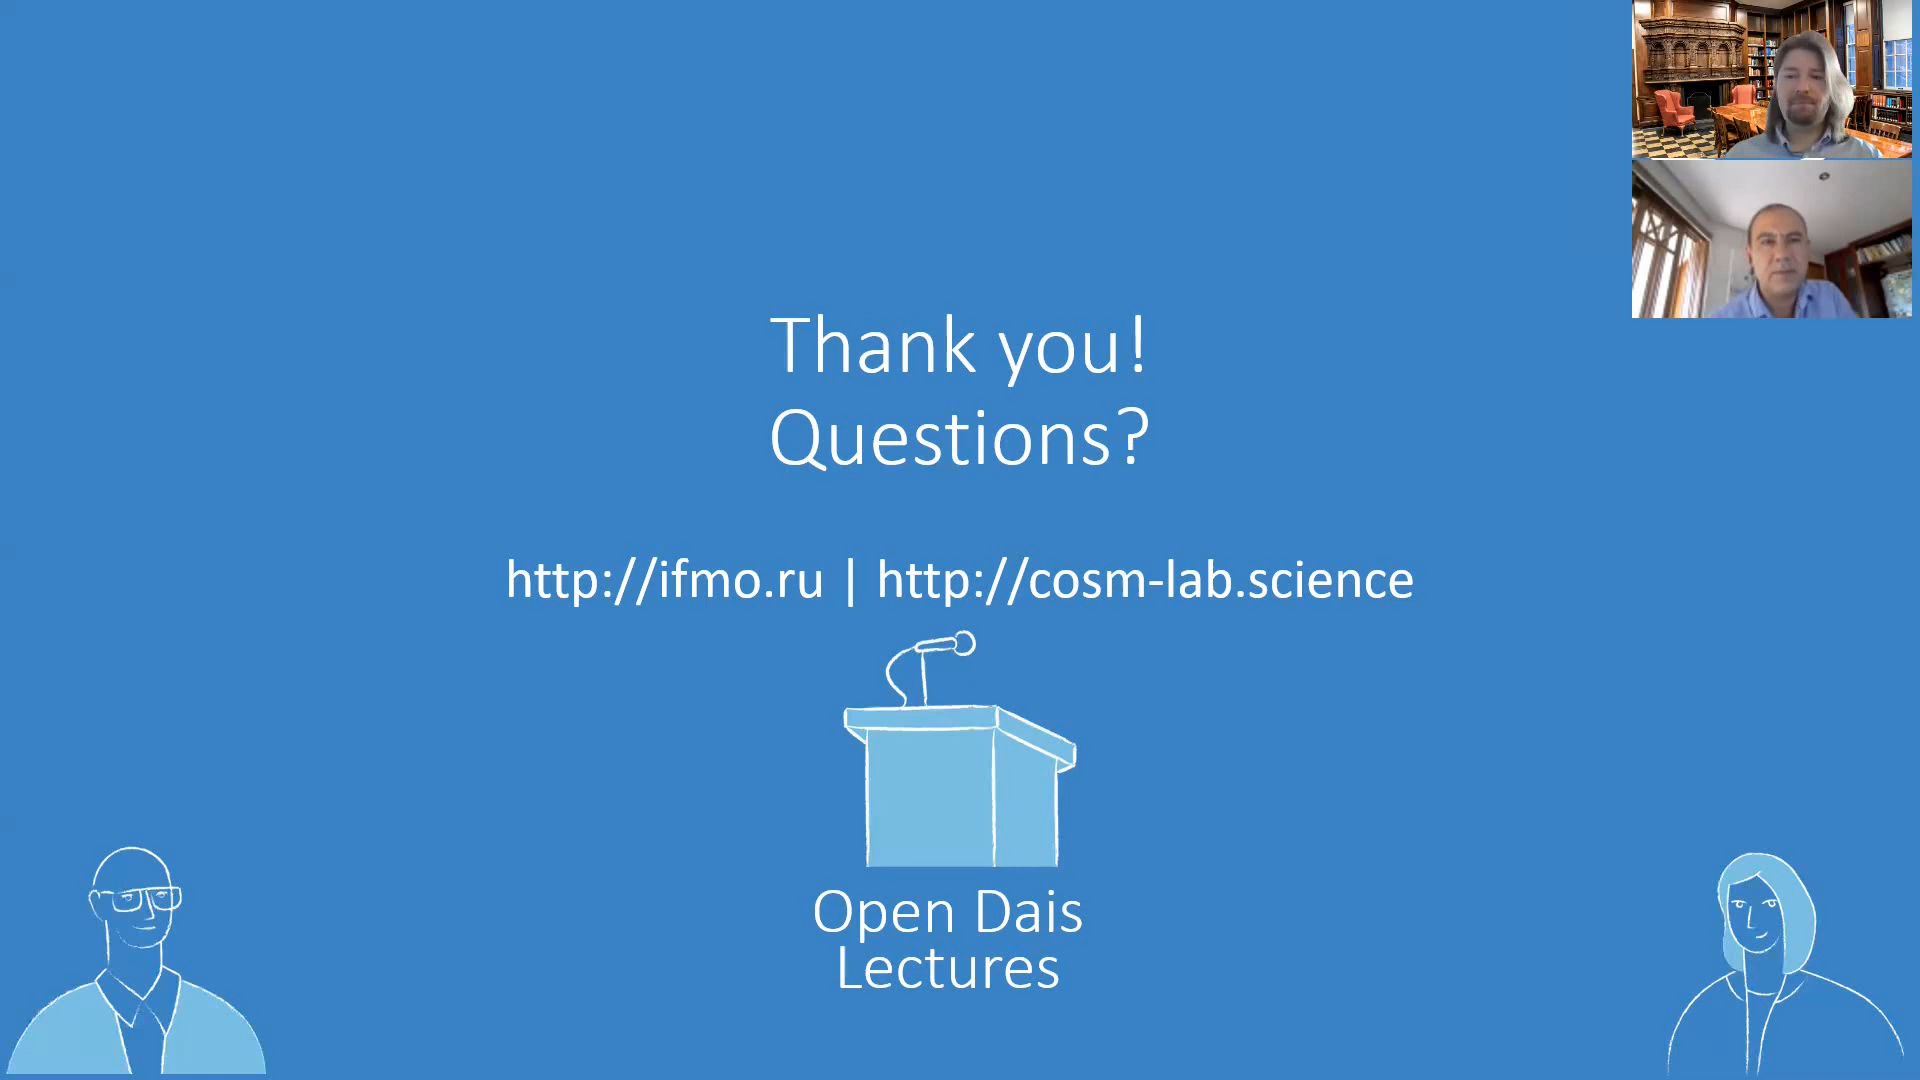 Thank you!
Questions?
http://ifmo.ru | http://cosm-lab.science
Open Dais
Lectures